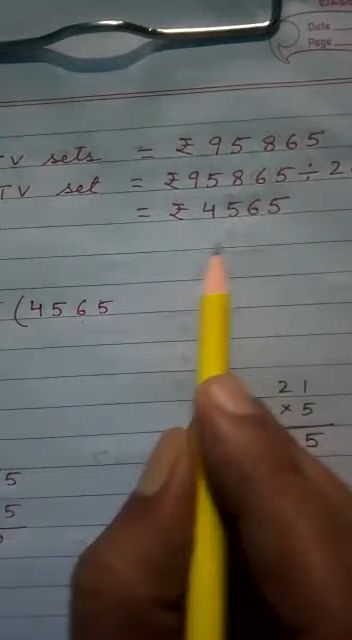 Date
Page
TV sets = ₹ 95865
TV set = ₹ 95865 ÷ 2
= ₹ 4565
(4565
21
× 5
5
5
5